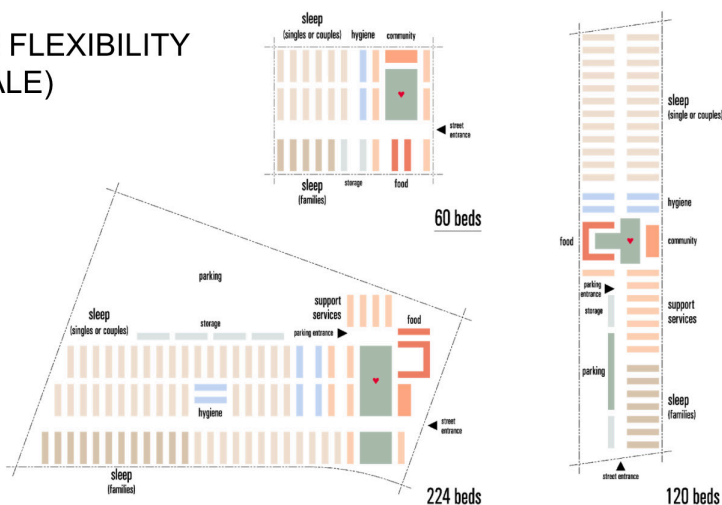 FLEXIBILITY
ALE)
sleep
(singles or couples)
hygiene
community
street
entrance
sleep
(families)
storage
food
60 beds
parking
sleep
(singles or couples)
storage
support
services
parking entrance
food
hygiene
street
entrance
sleep
(families)
224 beds
sleep
(single or couples)
hygiene
food
community
parking
entrance
storage
support
services
parking
sleep
(families)
street entrance
120 beds